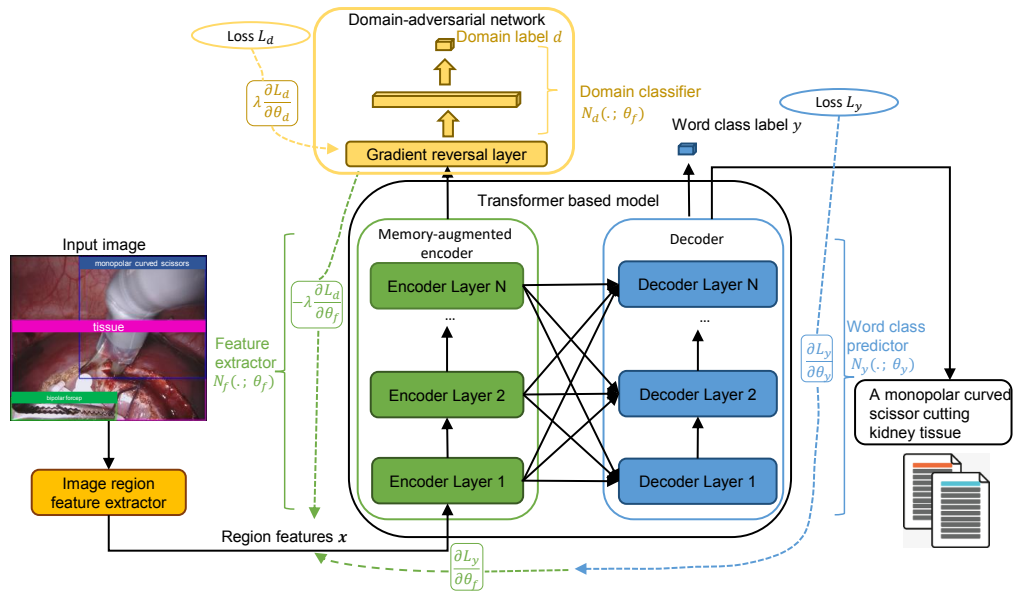 Domain-adversarial network
Loss L_d
Domain label d
λ ∂L_d/∂θ_d
Domain classifier
N_d(.; θ_f)
Gradient reversal layer
Loss L_y
Word class label y
Transformer based model
Input image
monopolar curved scissors
tissue
bipolar forcep
Memory-augmented
encoder
Decoder
Encoder Layer N
Decoder Layer N
...
...
−λ ∂L_d/∂θ_f
Feature
extractor
N_f(.; θ_f)
∂L_y/∂θ_y
Word class
predictor
N_y(.; θ_y)
Encoder Layer 2
Decoder Layer 2
A monopolar curved
scissor cutting
kidney tissue
Encoder Layer 1
Decoder Layer 1
Image region
feature extractor
Region features x
∂L_y/∂θ_f